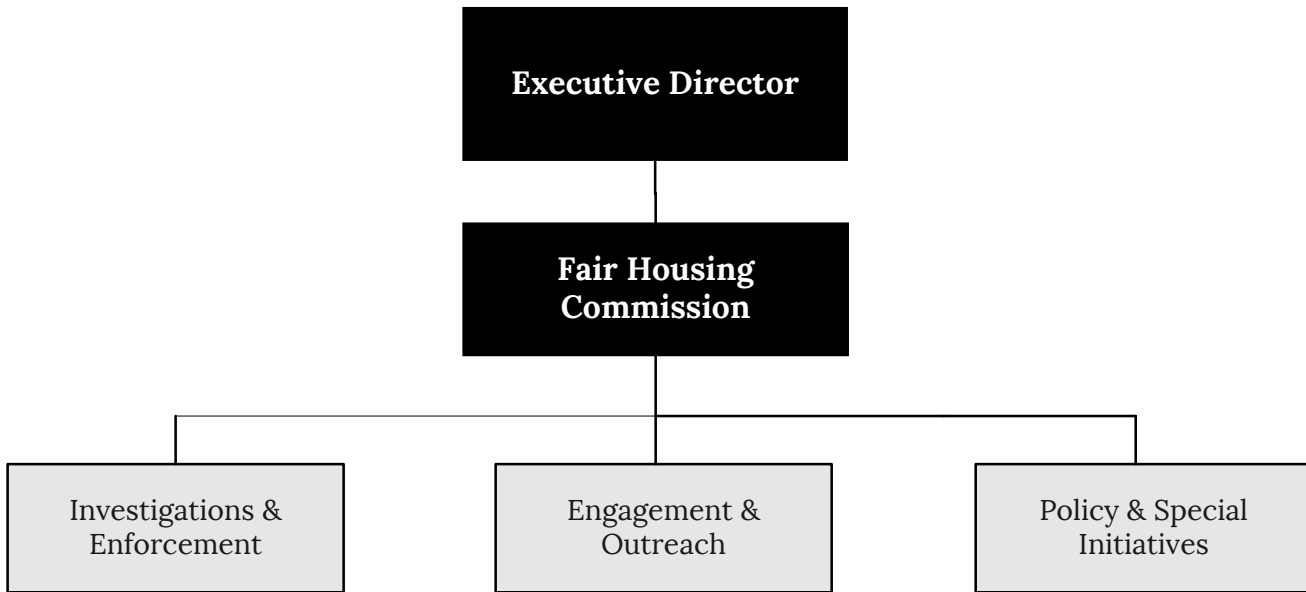 Executive Director
Fair Housing
Commission
Investigations &
Enforcement
Engagement &
Outreach
Policy & Special
Initiatives